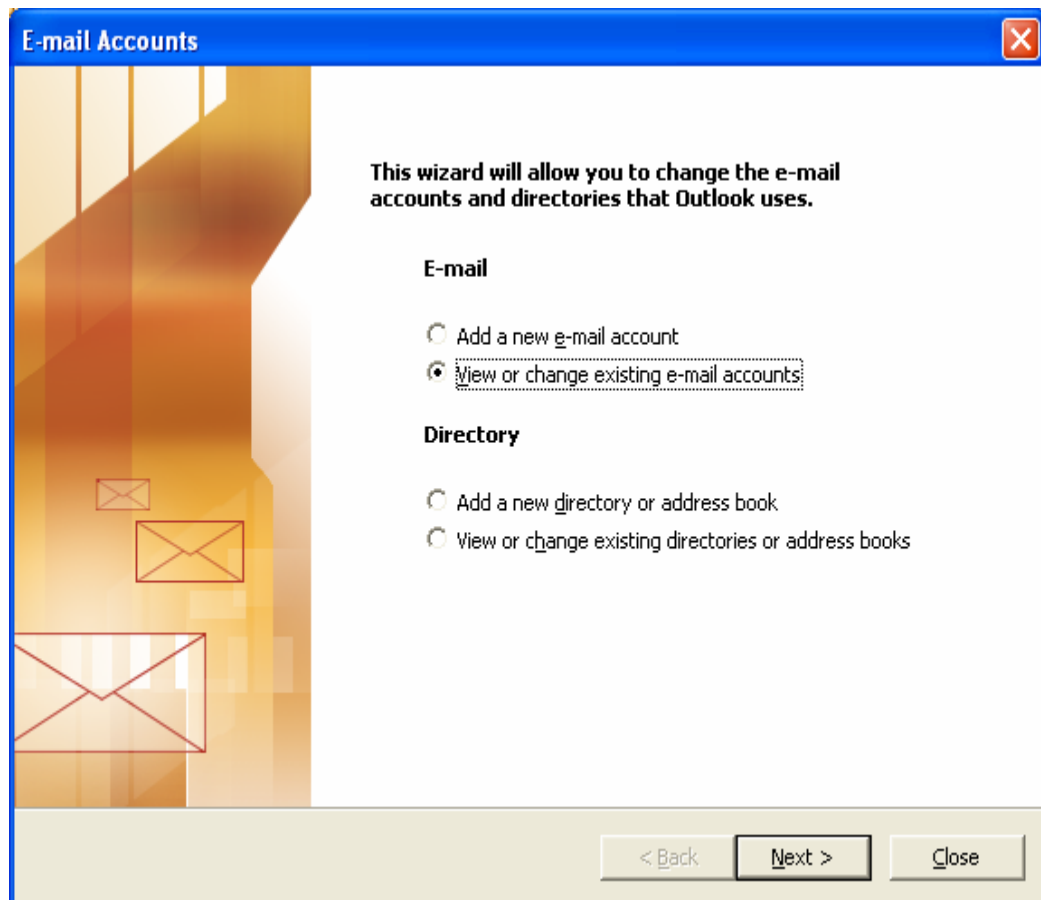 E-mail Accounts
This wizard will allow you to change the e-mail
accounts and directories that Outlook uses.
E-mail
Add a new e-mail account
View or change existing e-mail accounts
Directory
Add a new directory or address book
View or change existing directories or address books
< Back Next > Close